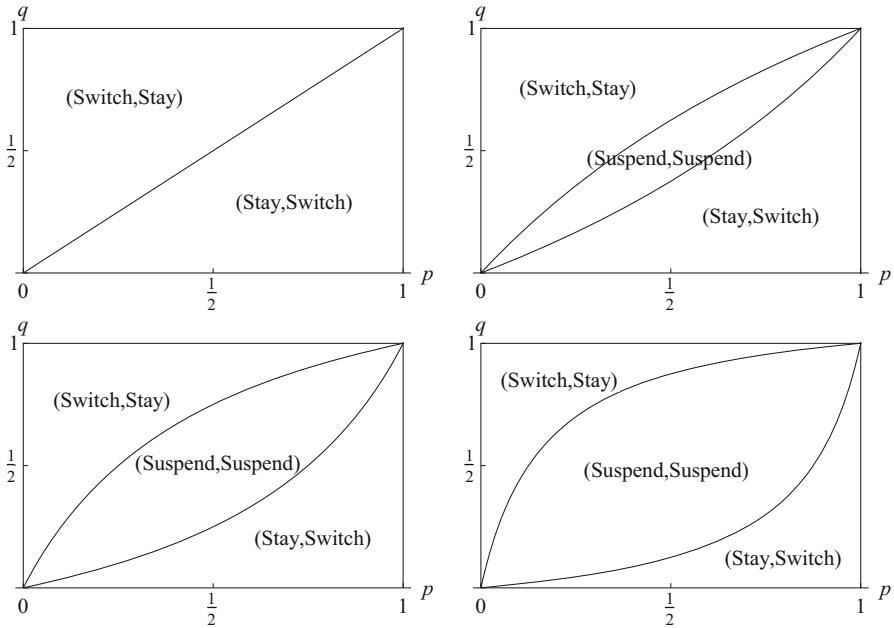 q
1
(Switch,Stay)
1/2
(Stay,Switch)
0
1/2
1
p
q
1
(Switch,Stay)
1/2
(Suspend,Suspend)
(Stay,Switch)
0
1/2
1
p
q
1
(Switch,Stay)
1/2
(Suspend,Suspend)
(Stay,Switch)
0
1/2
1
p
q
1
(Switch,Stay)
1/2
(Suspend,Suspend)
(Stay,Switch)
0
1/2
1
p